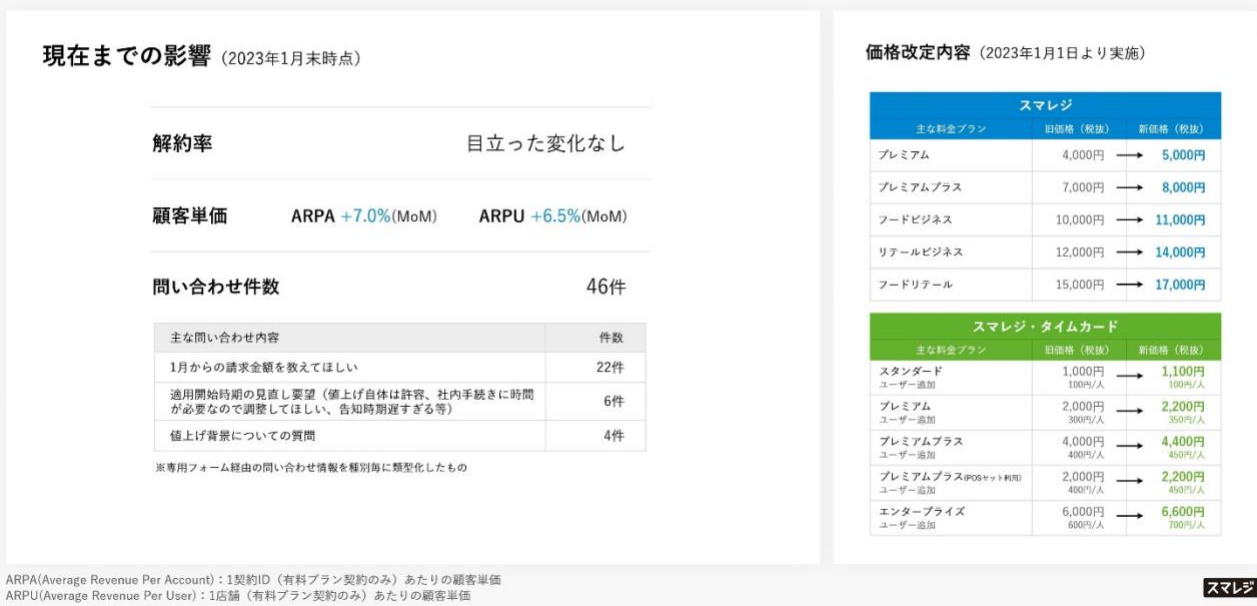 現在までの影響（2023年1月末時点）
解約率 目立った変化なし
顧客単価 ARPA +7.0%(MoM) ARPU +6.5%(MoM)
問い合わせ件数 46件
主な問い合わせ内容 件数
1月からの請求金額を教えてほしい 22件
適用開始時期の見直し要望（値上げ自体は許容、社内手続きに時間
が必要なので調整してほしい、告知時期遅すぎる等） 6件
値上げ背景についての質問 4件
※専用フォーム経由の問い合わせ情報を種別毎に類型化したもの
価格改定内容（2023年1月1日より実施）
スマレジ
主な料金プラン 旧価格（税抜） 新価格（税抜）
プレミアム 4,000円 → 5,000円
プレミアムプラス 7,000円 → 8,000円
フードビジネス 10,000円 → 11,000円
リテールビジネス 12,000円 → 14,000円
フードリテール 15,000円 → 17,000円
スマレジ・タイムカード
主な料金プラン 旧価格（税抜） 新価格（税抜）
スタンダード 1,000円 → 1,100円
ユーザー追加 100円/人 100円/人
プレミアム 2,000円 → 2,200円
ユーザー追加 300円/人 350円/人
プレミアムプラス 4,000円 → 4,400円
ユーザー追加 400円/人 450円/人
プレミアムプラス(POSセット利用) 2,000円 → 2,200円
ユーザー追加 400円/人 450円/人
エンタープライズ 6,000円 → 6,600円
ユーザー追加 600円/人 700円/人
ARPA(Average Revenue Per Account)：1契約ID（有料プラン契約のみ）あたりの顧客単価
ARPU(Average Revenue Per User)：1店舗（有料プラン契約のみ）あたりの顧客単価
スマレジ